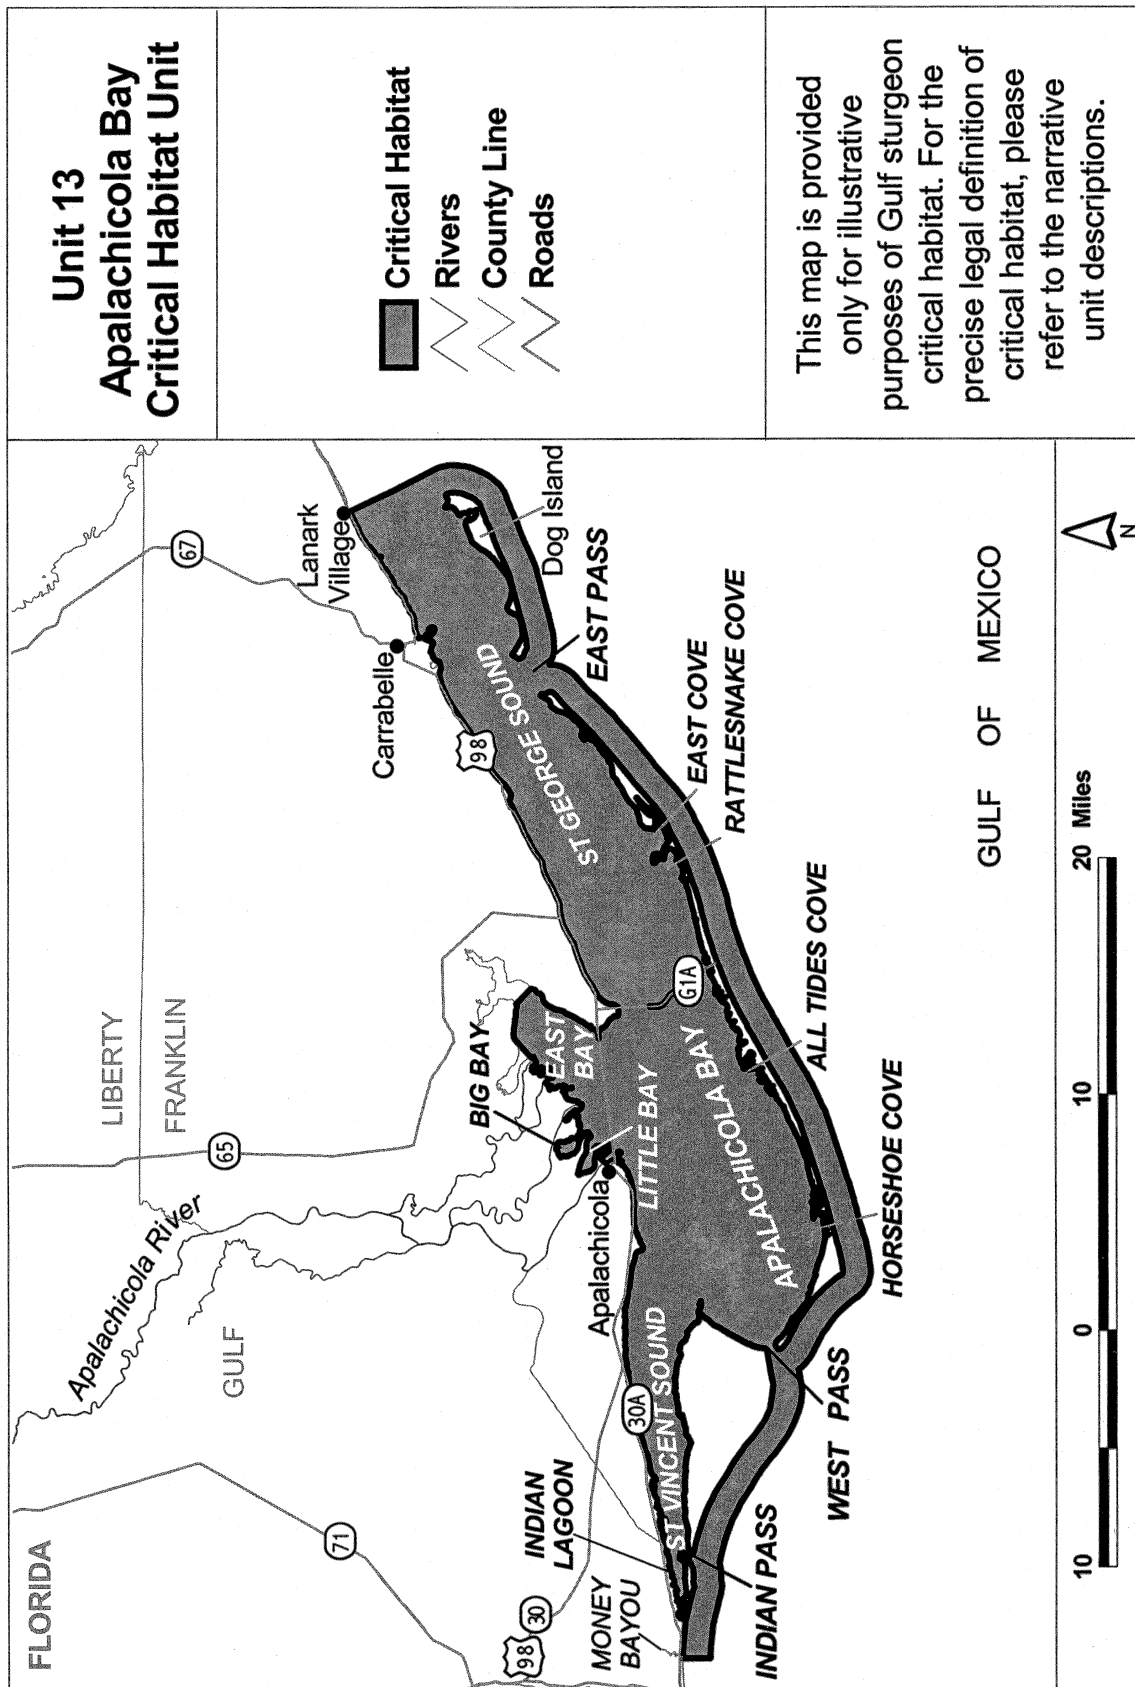 Unit 13
Apalachicola Bay
Critical Habitat Unit
Critical Habitat
Rivers
County Line
Roads
This map is provided
only for illustrative
purposes of Gulf sturgeon
critical habitat. For the
precise legal definition of
critical habitat, please
refer to the narrative
unit descriptions.
FLORIDA
71
Apalachicola River
GULF
65
LIBERTY
FRANKLIN
67
Lanark
Village
Carrabelle
98
Dog Island
EAST PASS
ST GEORGE SOUND
EAST COVE
RATTLESNAKE COVE
BIG BAY
EAST
BAY
LITTLE BAY
G1A
APALACHICOLA BAY
ALL TIDES COVE
HORSESHOE COVE
Apalachicola
30A
ST VINCENT SOUND
INDIAN
LAGOON
98
30
MONEY
BAYOU
INDIAN PASS
WEST PASS
GULF OF MEXICO
10
0
10
20 Miles
N